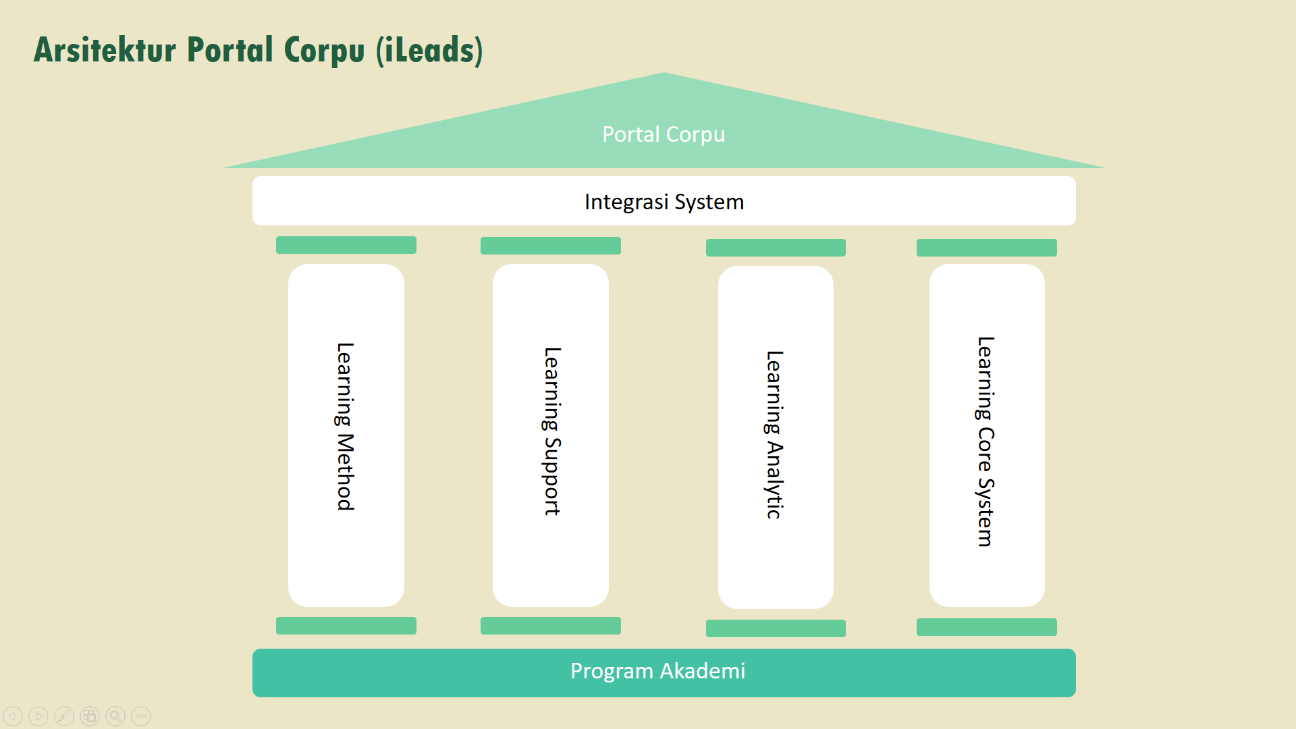 Arsitektur Portal Corpu (iLeads)
Portal Corpu
Integrasi System
Learning Method
Learning Support
Learning Analytic
Learning Core System
Program Akademi